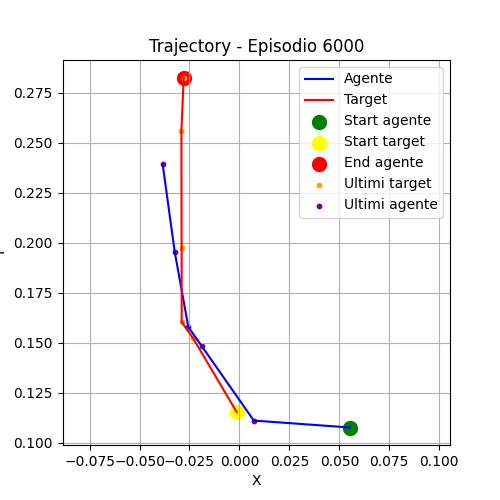 Trajectory - Episodio 6000
Agente
Target
Start agente
Start target
End agente
Ultimi target
Ultimi agente
0.275
0.250
0.225
0.200
0.175
0.150
0.125
0.100
−0.075 −0.050 −0.025 0.000 0.025 0.050 0.075 0.100
X